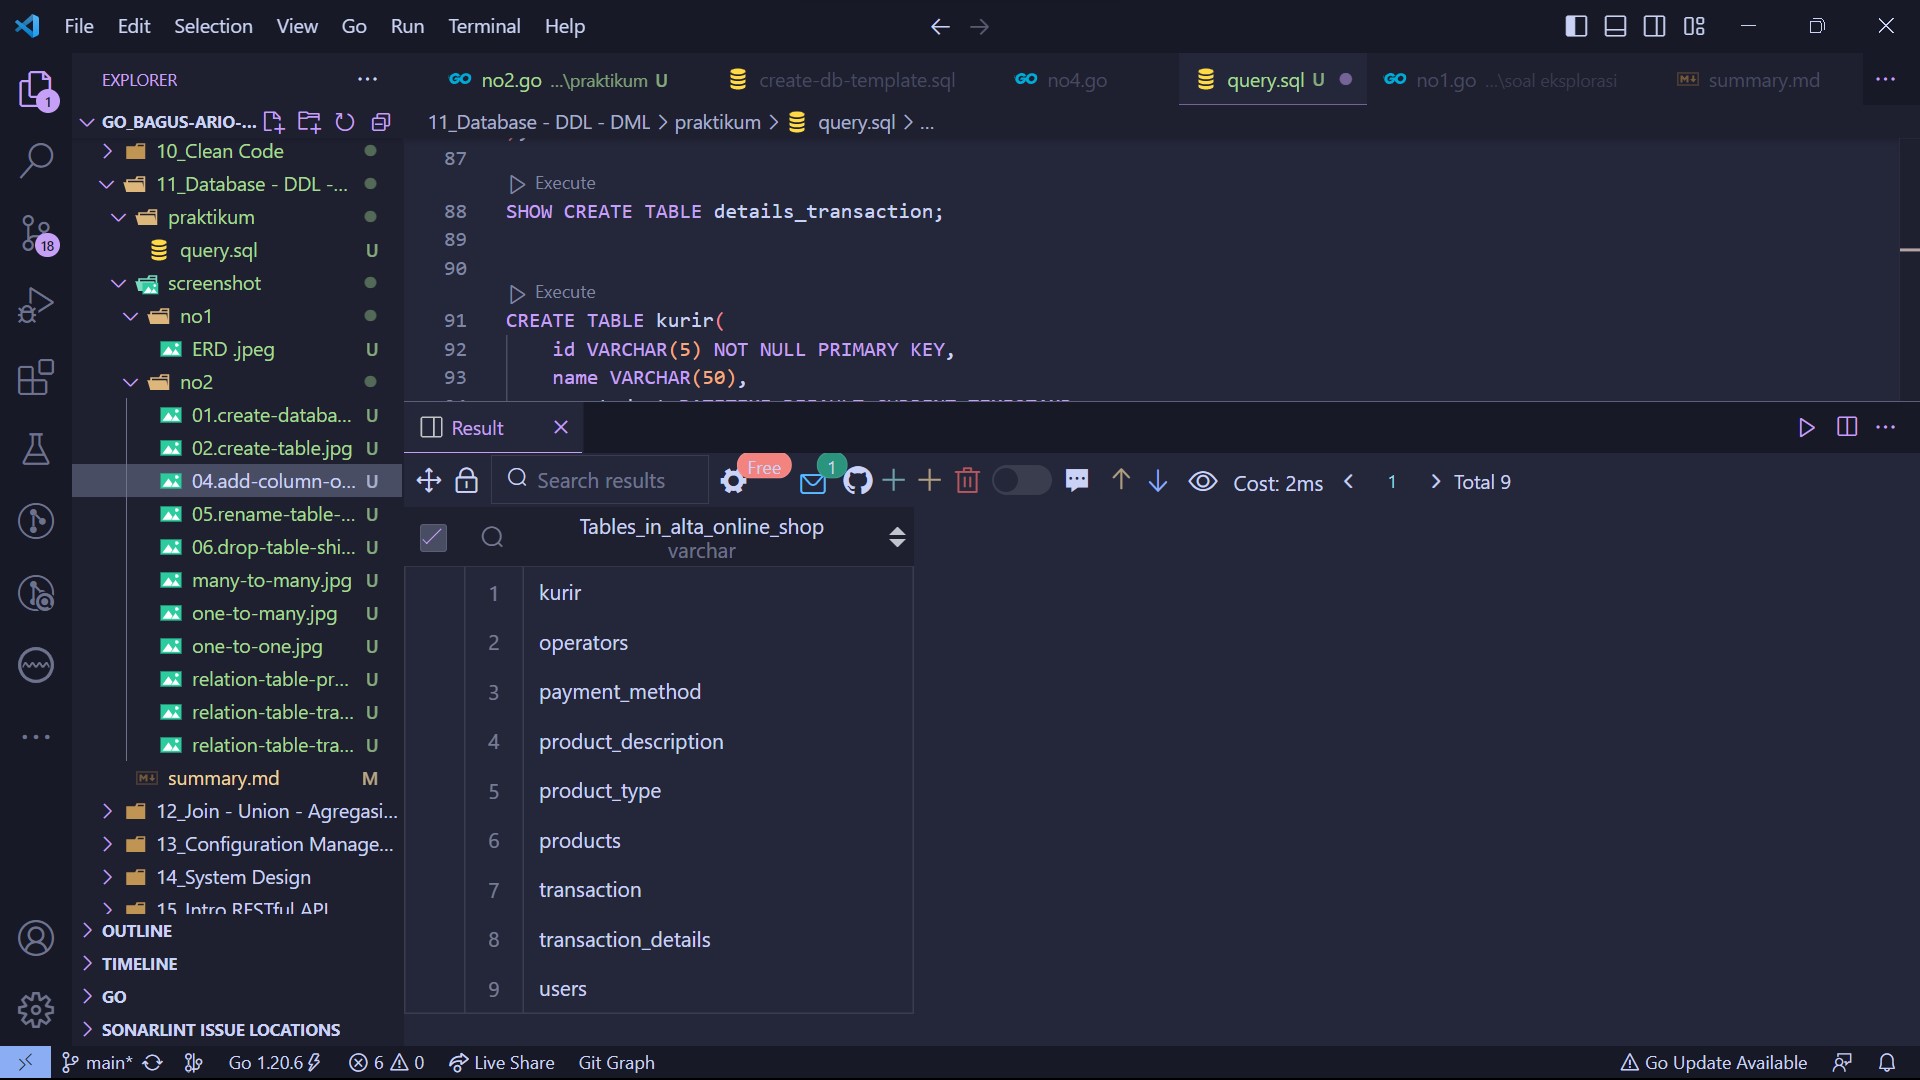 File Edit Selection View Go Run Terminal Help
EXPLORER
no2.go ...\praktikum U
create-db-template.sql
no4.go
query.sql U
no1.go ...\soal eksplorasi
summary.md
GO_BAGUS-ARIO-...
11_Database - DDL - DML > praktikum > query.sql > ...
1
18
10_Clean Code
11_Database - DDL -...
praktikum
query.sql U
screenshot
no1
ERD .jpeg U
no2
01.create-databa... U
02.create-table.jpg U
04.add-column-o... U
05.rename-table-... U
06.drop-table-shi... U
many-to-many.jpg U
one-to-many.jpg U
one-to-one.jpg U
relation-table-pr... U
relation-table-tra... U
relation-table-tra... U
summary.md M
12_Join - Union - Agregasi...
13_Configuration Manage...
14_System Design
15 Intro RESTful API
OUTLINE
TIMELINE
GO
SONARLINT ISSUE LOCATIONS
87
Execute
88 SHOW CREATE TABLE details_transaction;
89
90
Execute
91 CREATE TABLE kurir(
92 id VARCHAR(5) NOT NULL PRIMARY KEY,
93 name VARCHAR(50),
Result
Search results
Free
1
Cost: 2ms < 1 > Total 9
Tables_in_alta_online_shop
varchar
1 kurir
2 operators
3 payment_method
4 product_description
5 product_type
6 products
7 transaction
8 transaction_details
9 users
main* Go 1.20.6 6 0 Live Share Git Graph Go Update Available